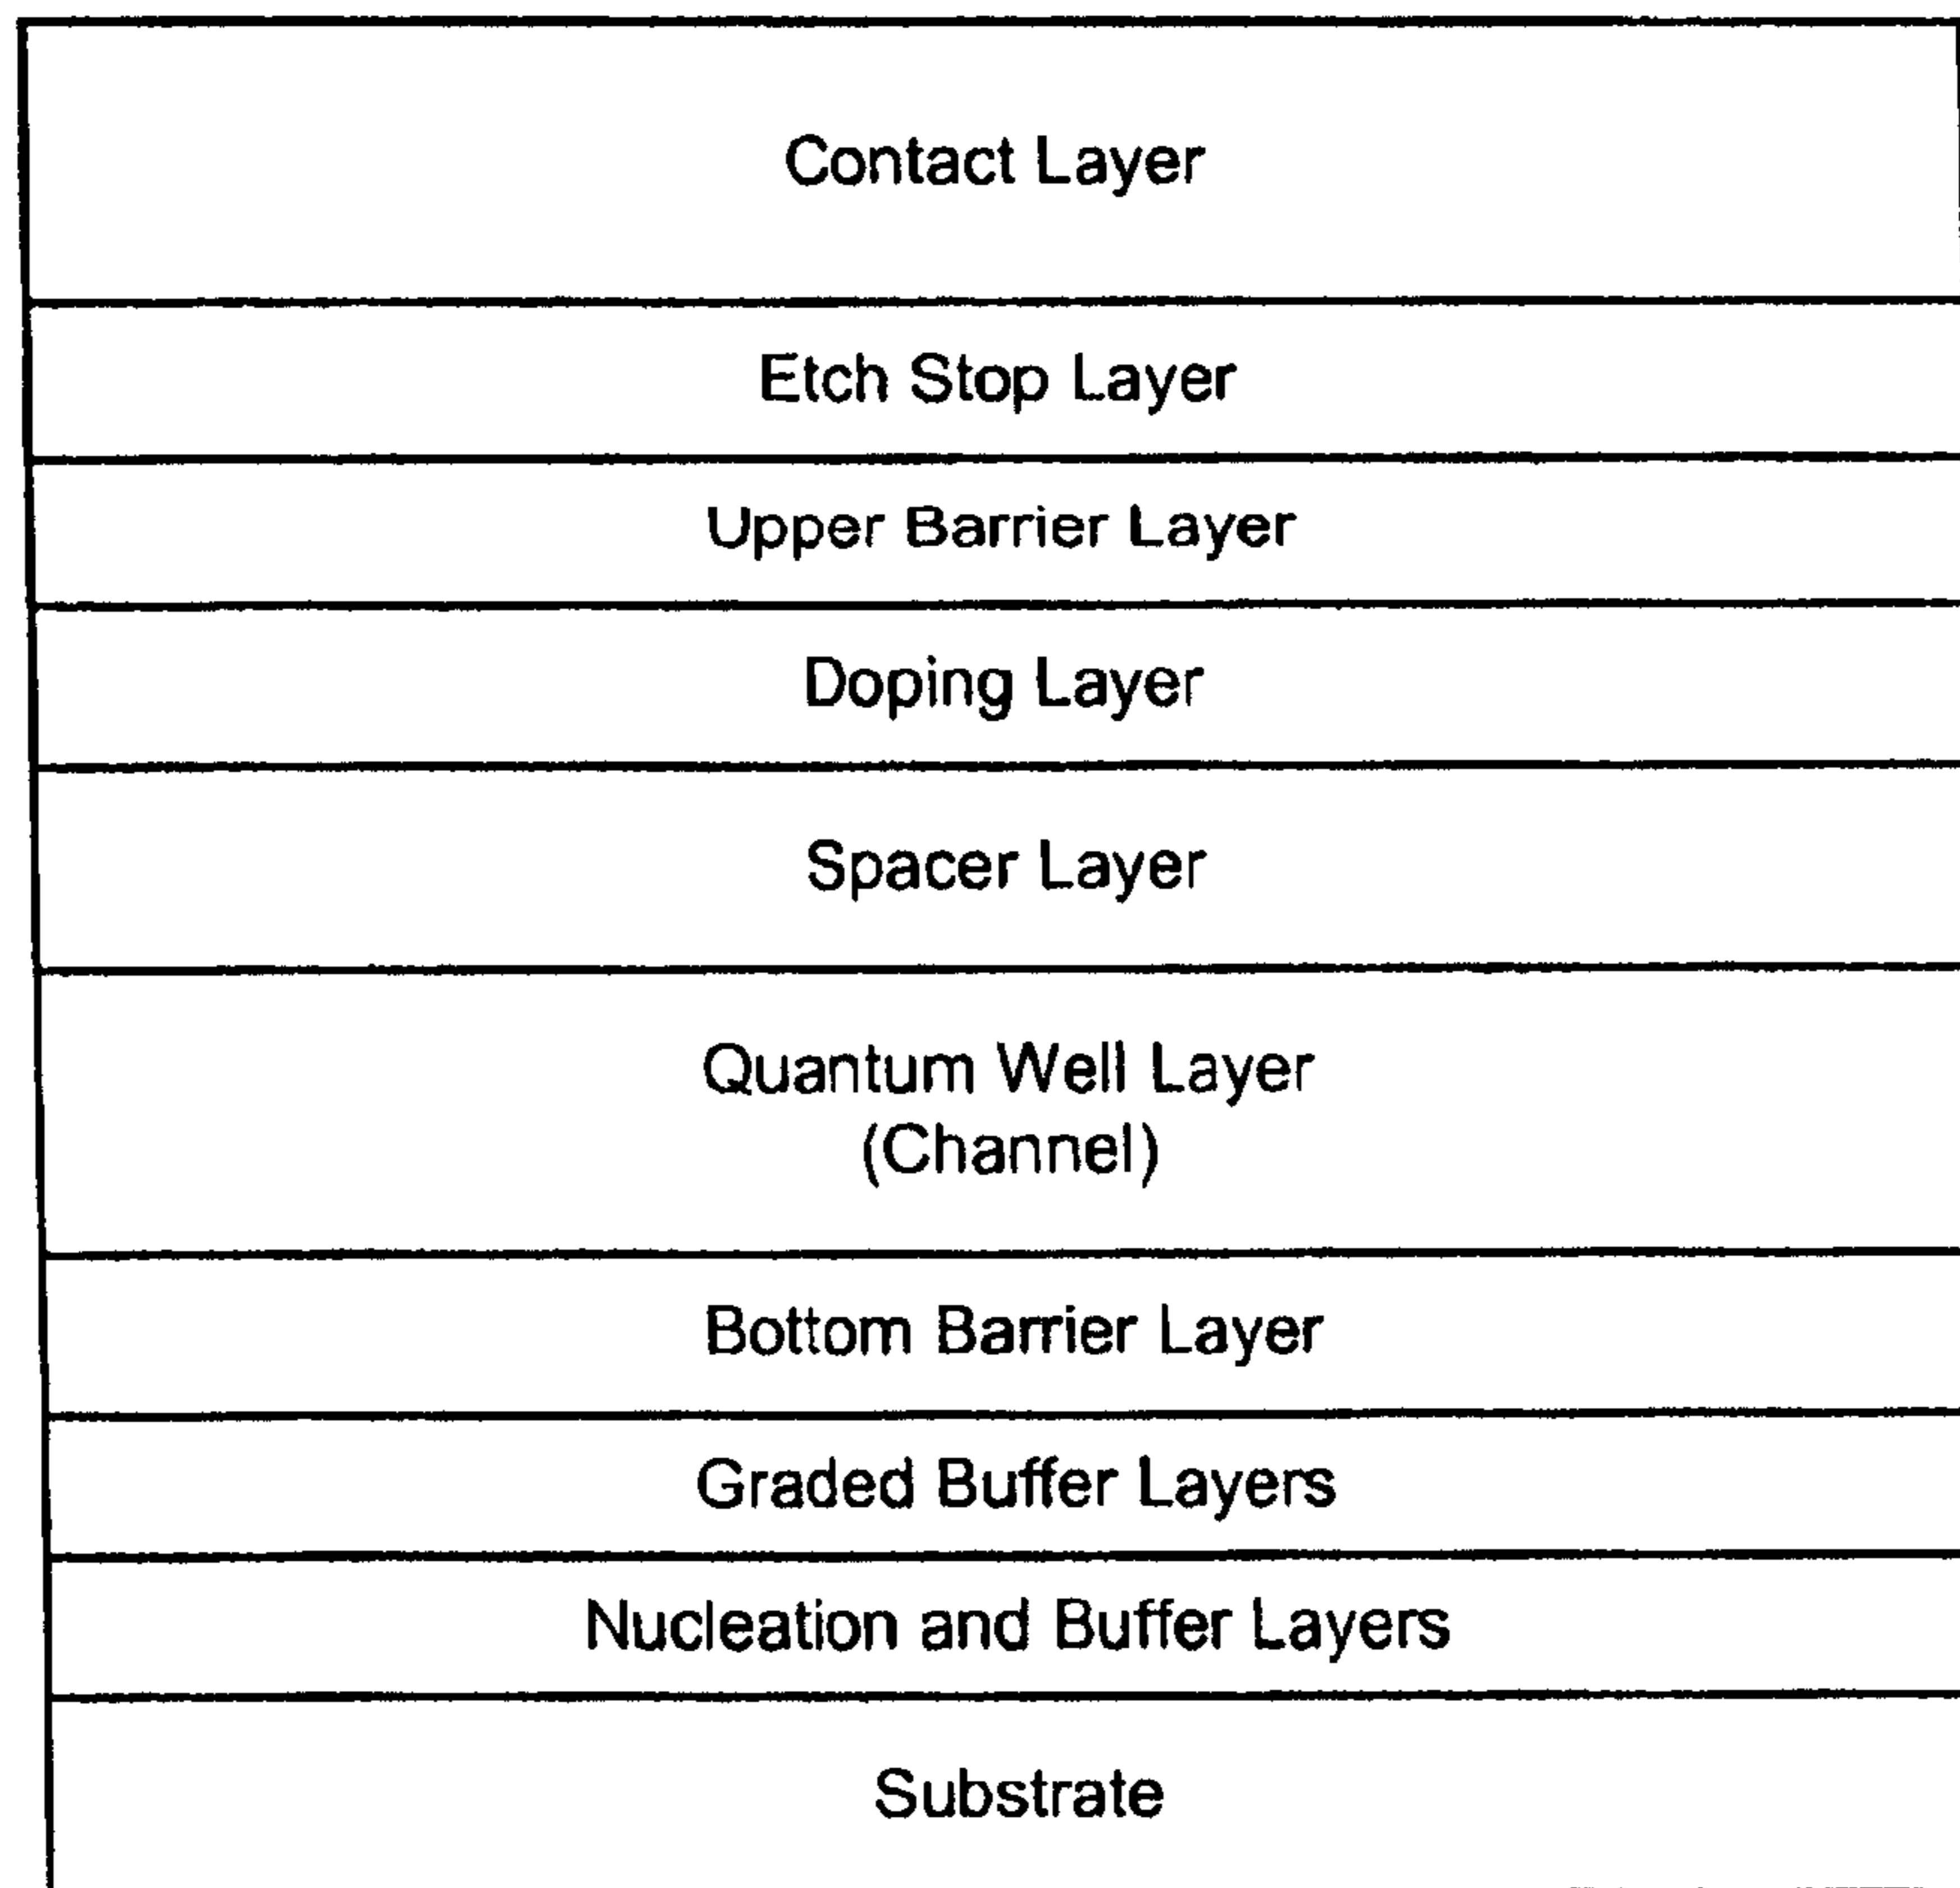 Contact Layer
Etch Stop Layer
Upper Barrier Layer
Doping Layer
Spacer Layer
Quantum Well Layer
(Channel)
Bottom Barrier Layer
Graded Buffer Layers
Nucleation and Buffer Layers
Substrate